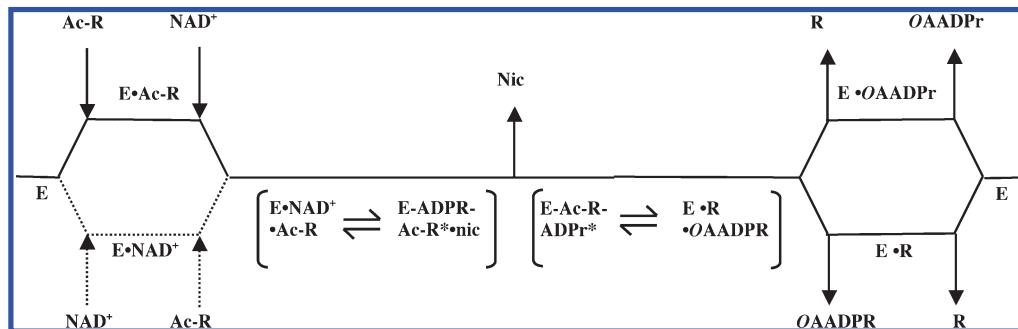 Ac-R NAD+ R OAADPr
E•Ac-R Nic E •OAADPr
E E
E•NAD+ E-ADPR- E-Ac-R- E •R
•Ac-R Ac-R*•nic ADPr* •OAADPR
E•NAD+ E •R
NAD+ Ac-R OAADPR R